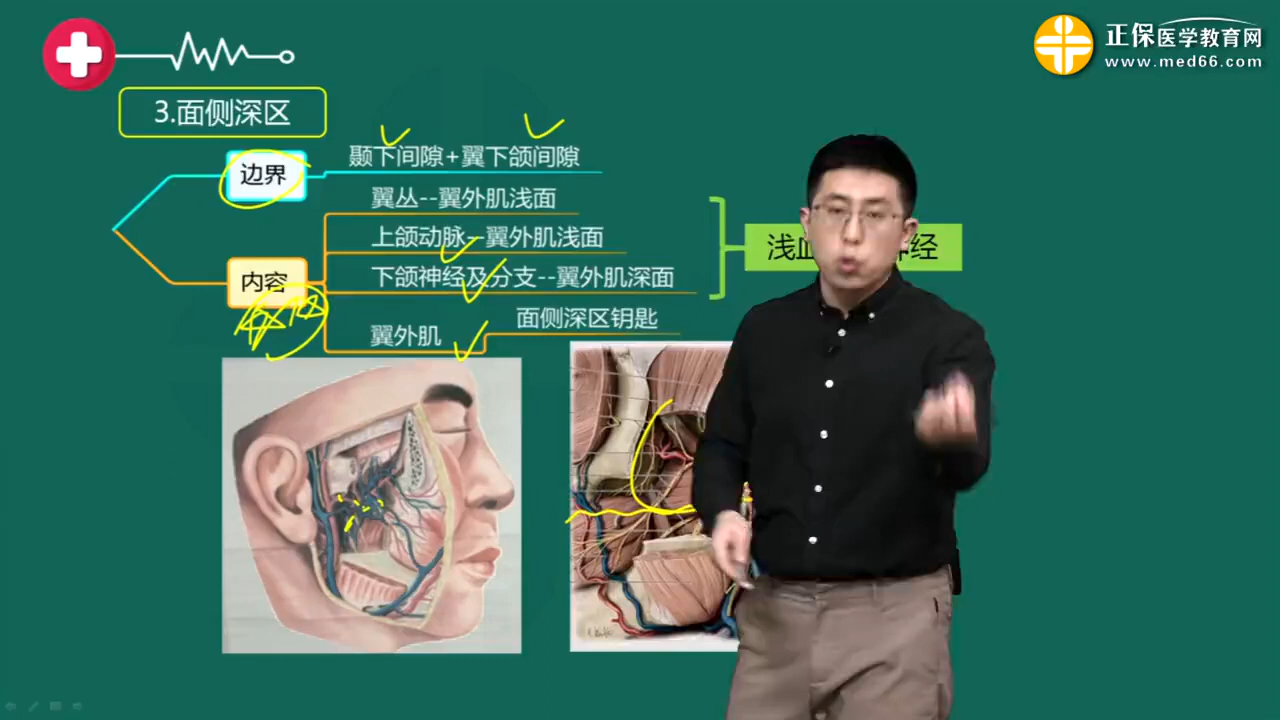 正保医学教育网
www.med66.com
3.面侧深区
边界
颞下间隙+翼下颌间隙
翼丛--翼外肌浅面
上颌动脉--翼外肌浅面
内容
下颌神经及分支--翼外肌深面
翼外肌
面侧深区钥匙
浅
经